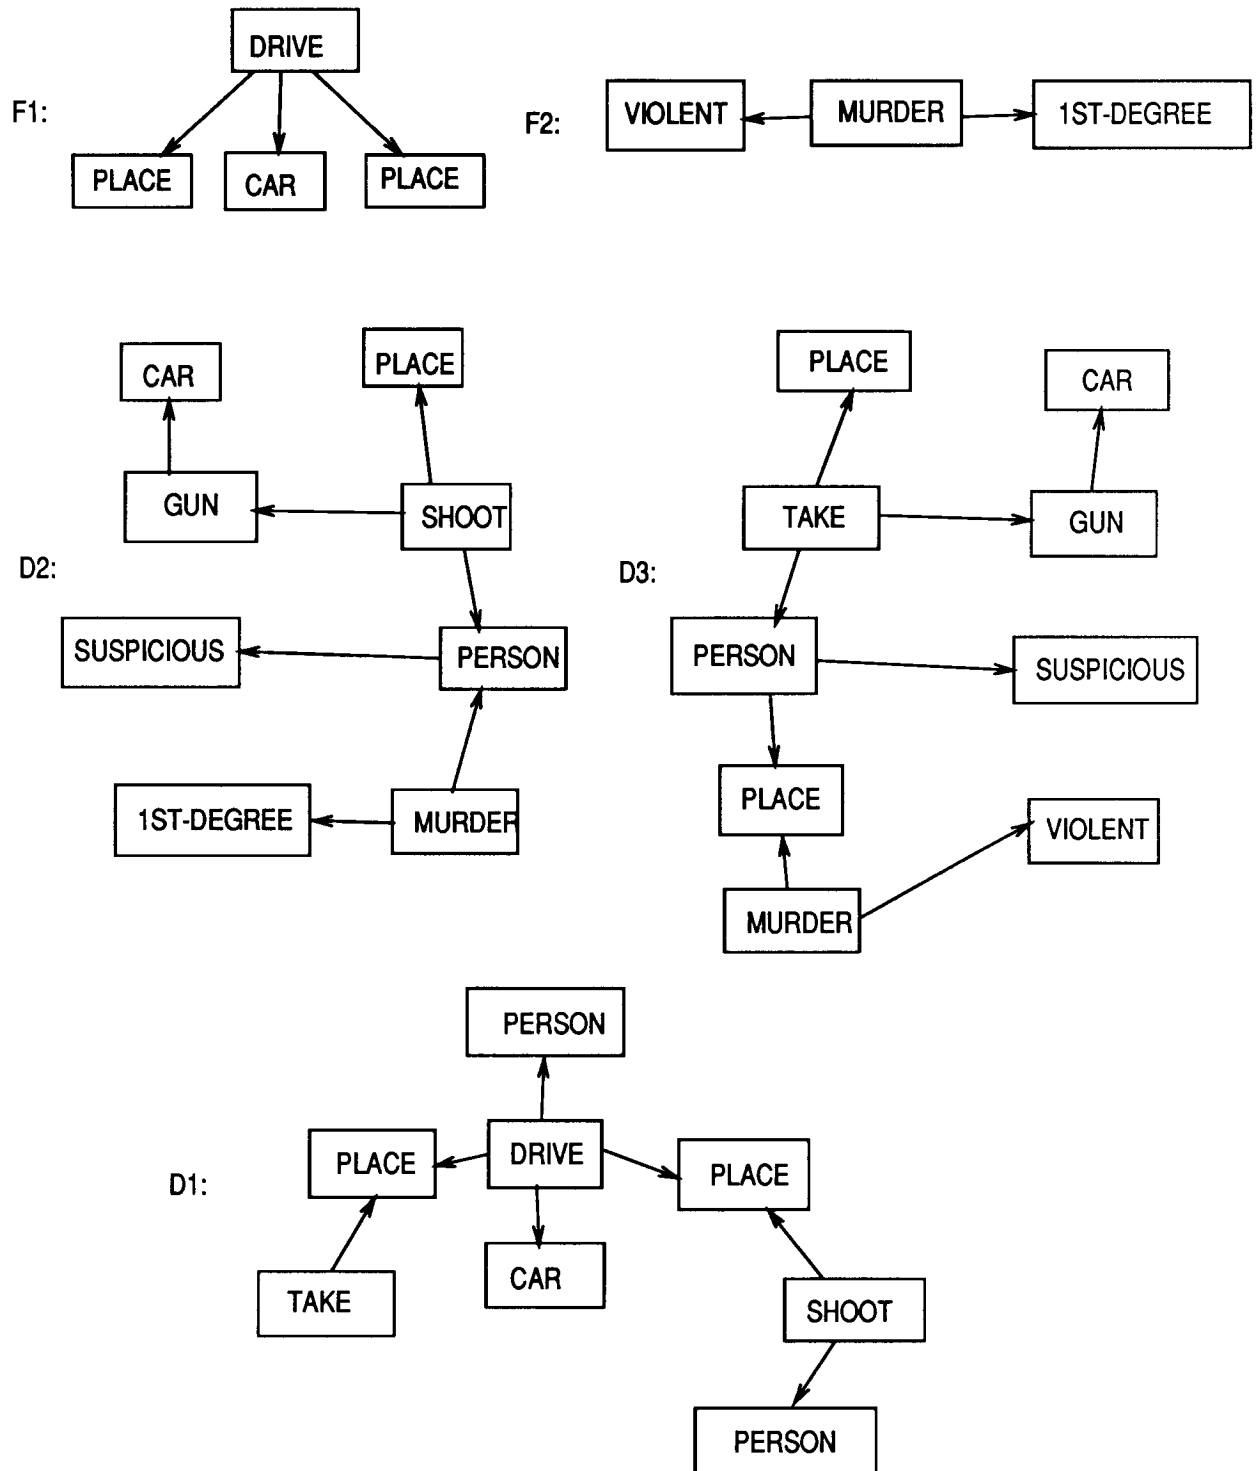 DRIVE
F1:
PLACE CAR PLACE
F2:
VIOLENT MURDER 1ST-DEGREE
CAR PLACE
GUN SHOOT
D2:
SUSPICIOUS PERSON
1ST-DEGREE MURDER
PLACE CAR
TAKE GUN
D3:
PERSON SUSPICIOUS
PLACE VIOLENT
MURDER
PERSON
PLACE DRIVE PLACE
D1:
TAKE CAR SHOOT
PERSON